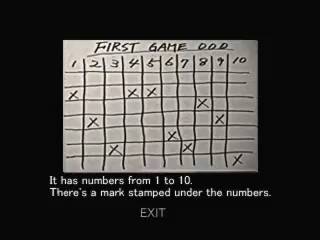 FIRST GAME ooo
1 2 3 4 5 6 7 8 9 10
X X X
X
X X
X
X X X
X
It has numbers from 1 to 10.
There's a mark stamped under the numbers.
EXIT